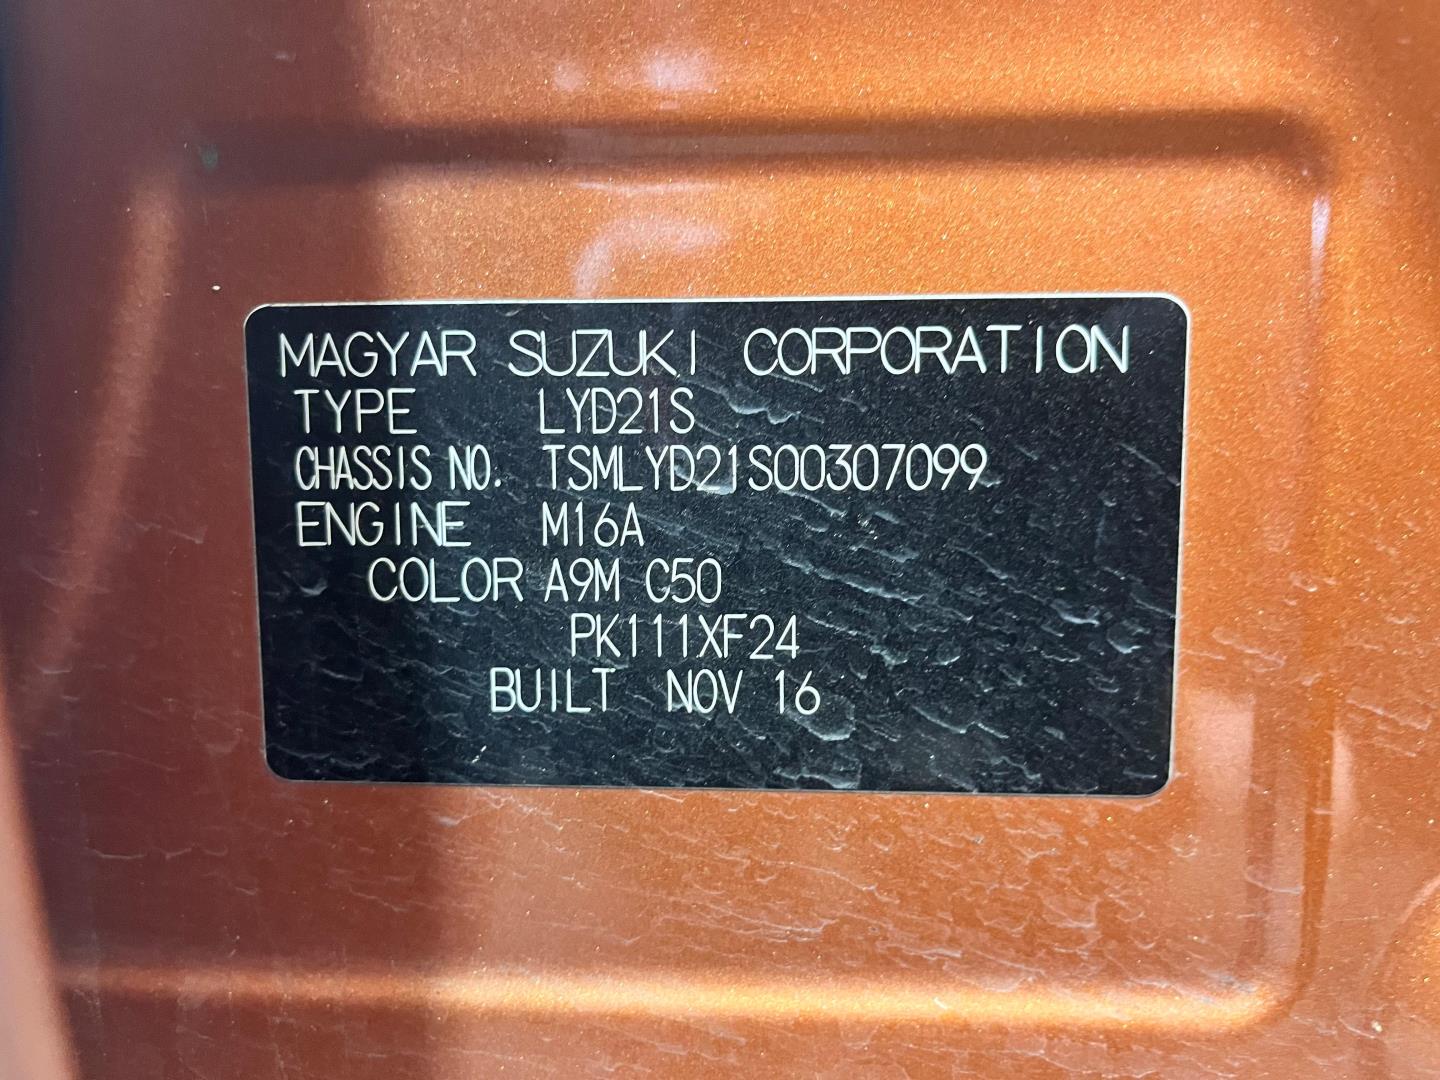 MAGYAR SUZUKI CORPORATION
TYPE LYD21S
CHASSIS NO. TSMLYD21S00307099
ENGINE M16A
COLOR A9M C50
PK111XF24
BUILT NOV 16